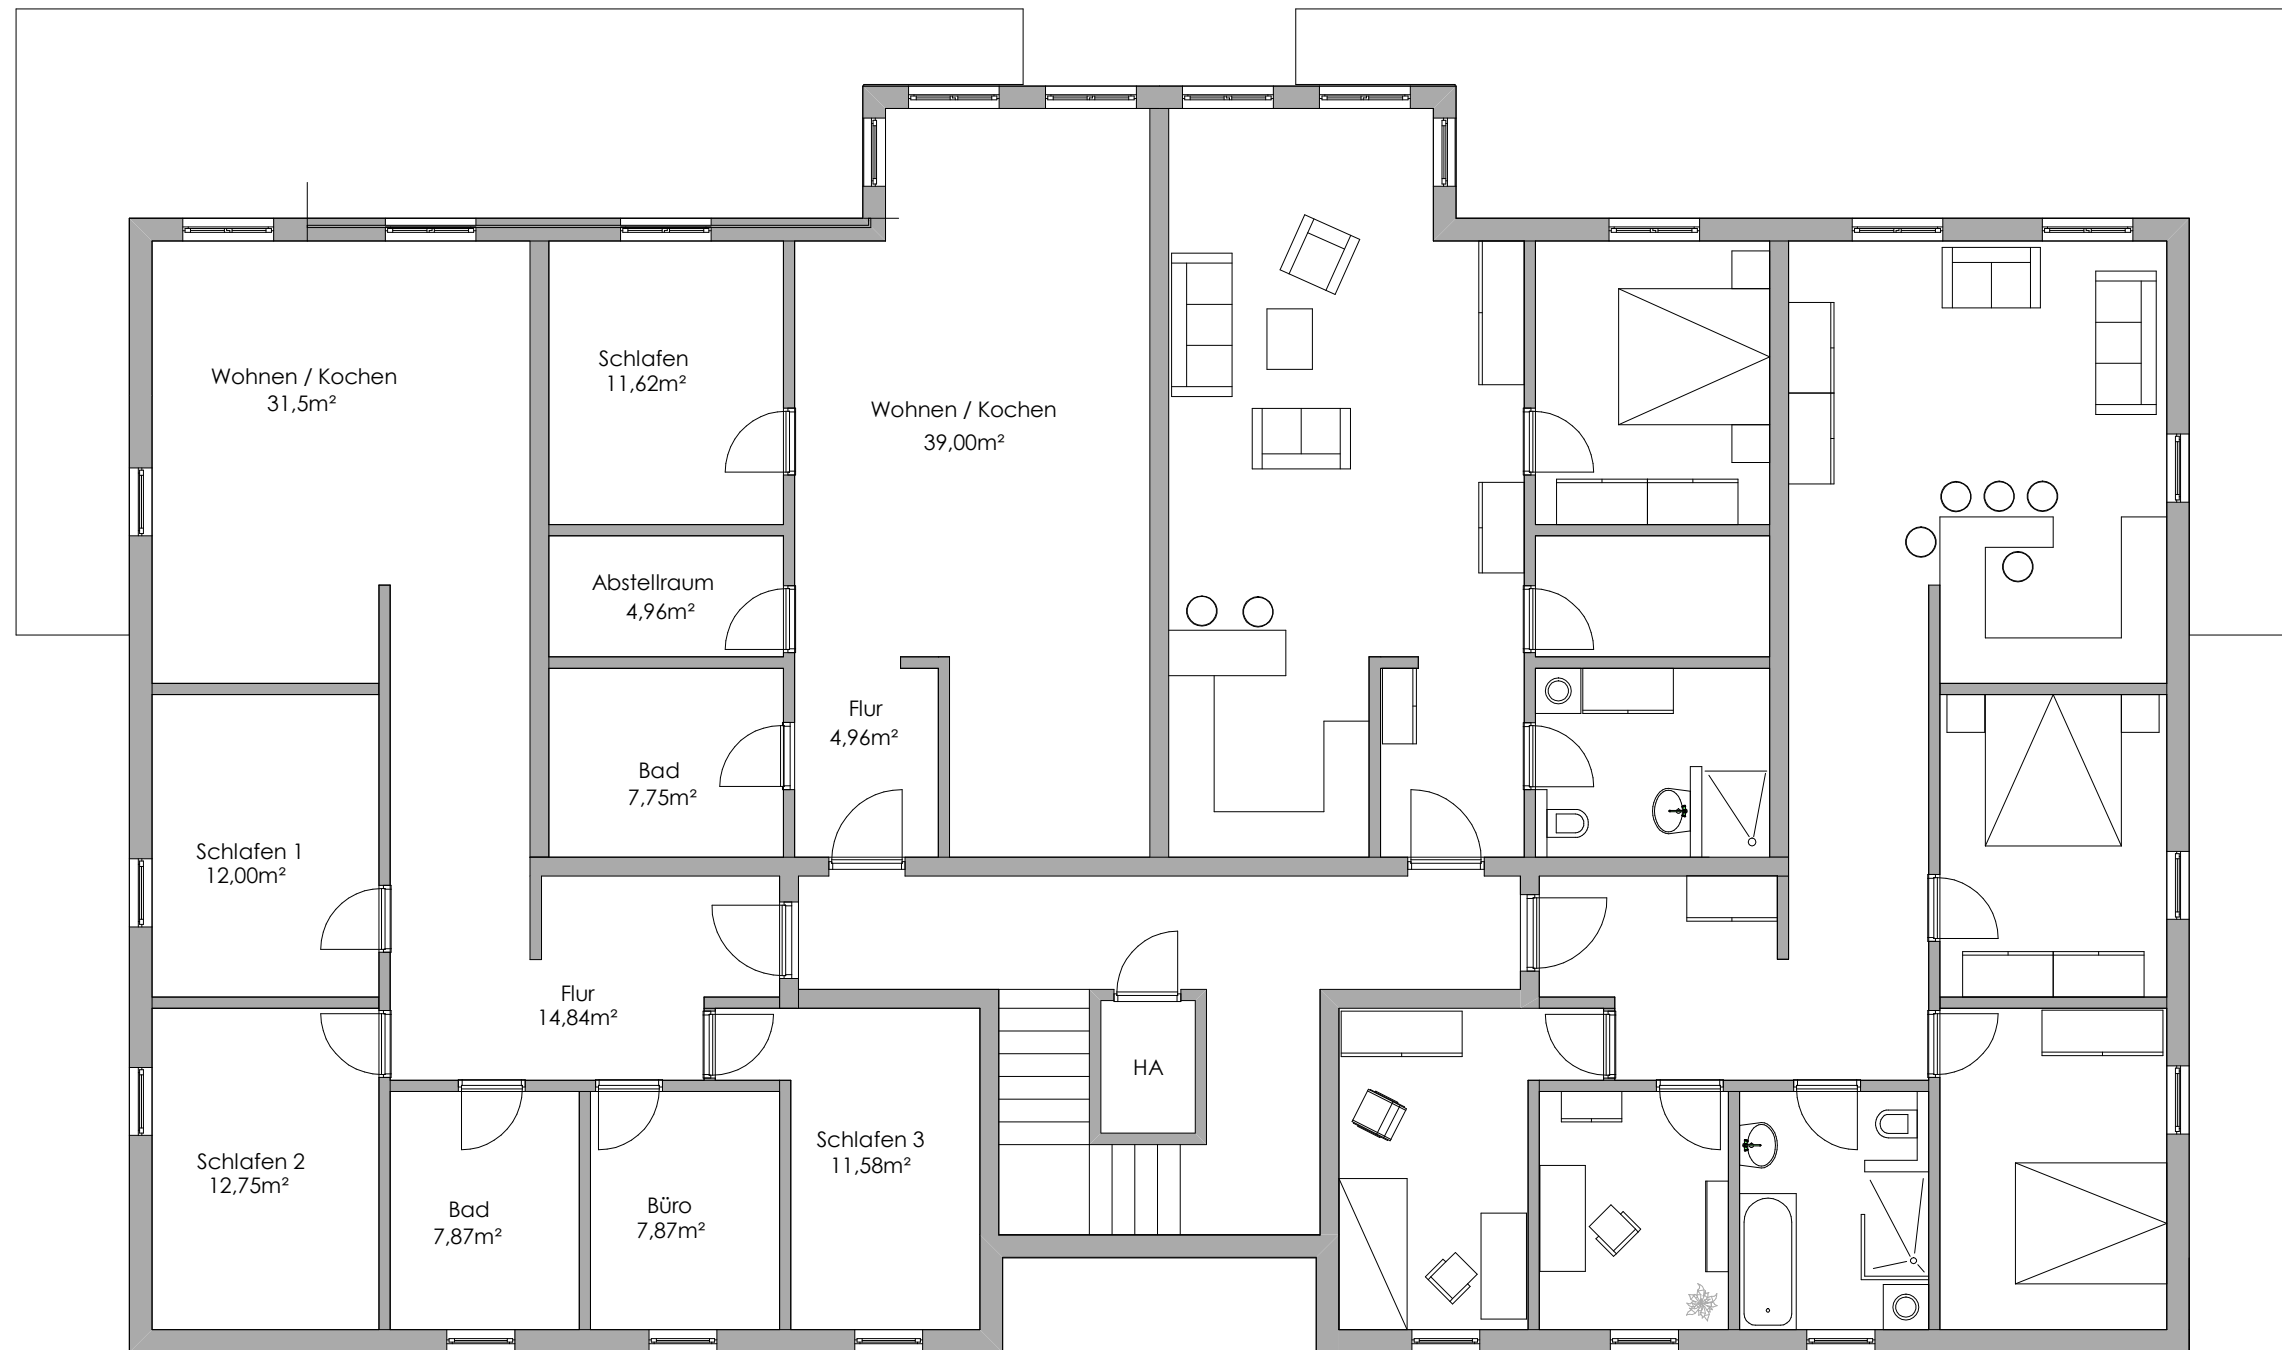 Wohnen / Kochen
31,5m²
Schlafen
11,62m²
Wohnen / Kochen
39,00m²
Abstellraum
4,96m²
Flur
4,96m²
Bad
7,75m²
Schlafen 1
12,00m²
Flur
14,84m²
HA
Schlafen 2
12,75m²
Bad
7,87m²
Büro
7,87m²
Schlafen 3
11,58m²